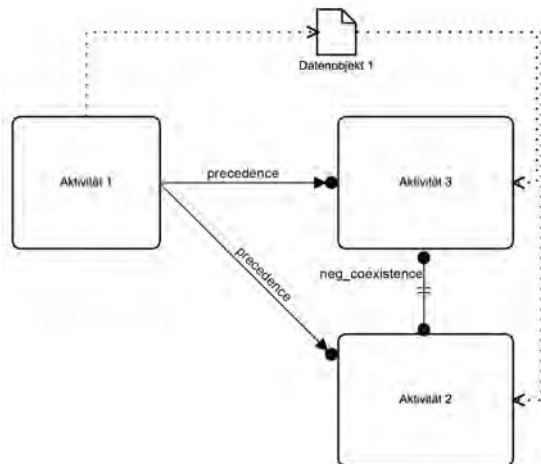 Datenobjekt 1
Aktivität 1
precedence
Aktivität 3
precedence
neg_coexistence
Aktivität 2